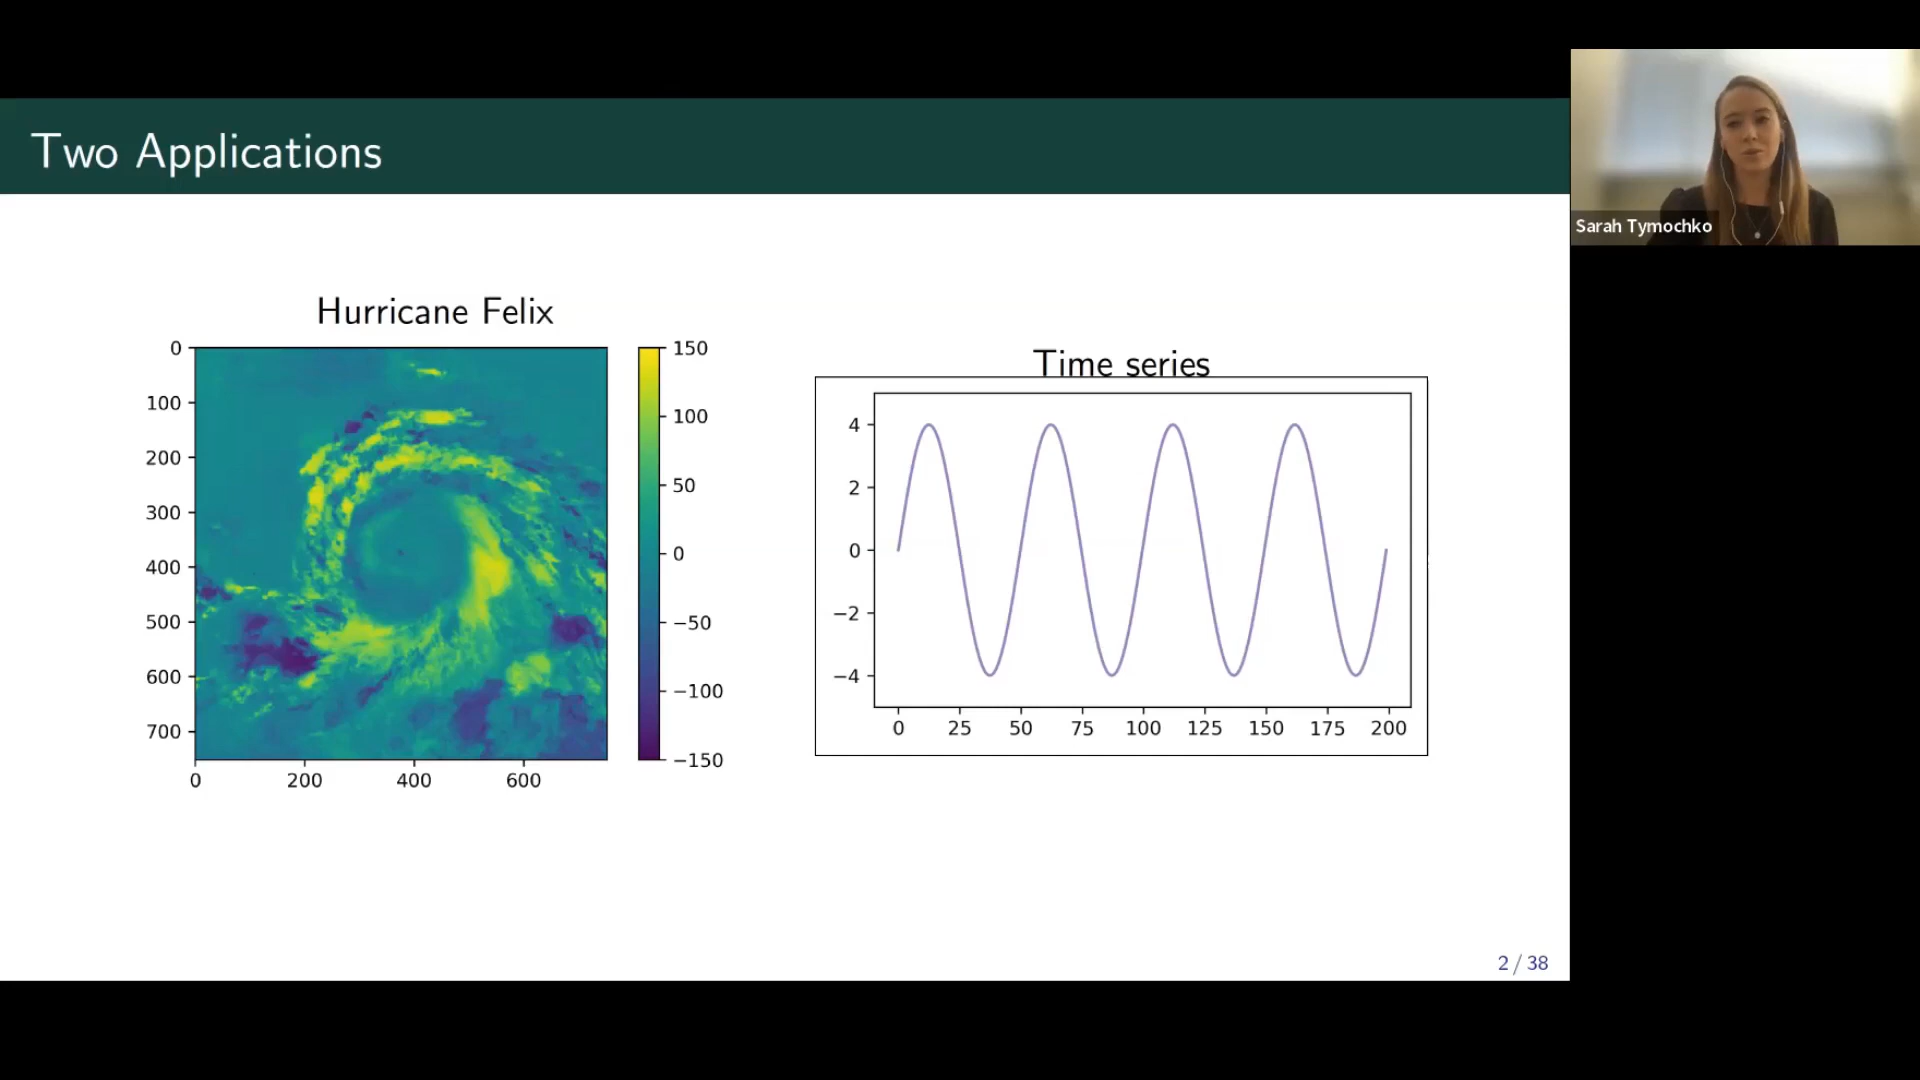 Two Applications
Sarah Tymochko
Hurricane Felix
0
100
200
300
400
500
600
700
0 200 400 600
150
100
50
0
−50
−100
−150
Time series
4
2
0
−2
−4
0 25 50 75 100 125 150 175 200
2 / 38